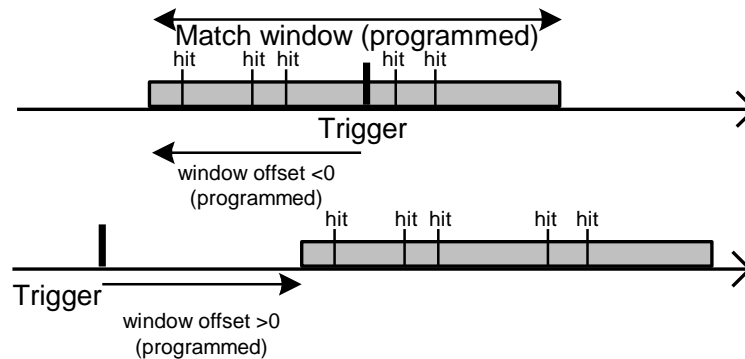 Match window (programmed)
hit hit hit hit hit
Trigger
window offset <0
(programmed)
hit hit hit hit hit
Trigger
window offset >0
(programmed)